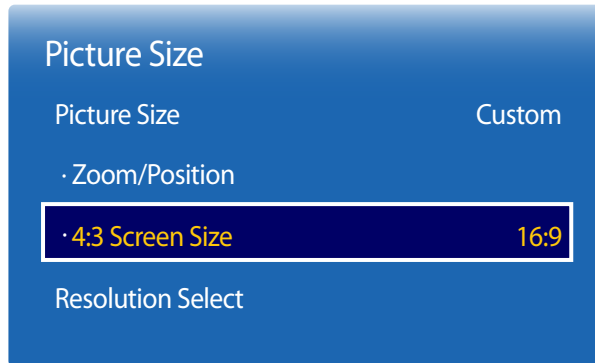 Picture Size
Picture Size Custom
· Zoom/Position
· 4:3 Screen Size 16:9
Resolution Select